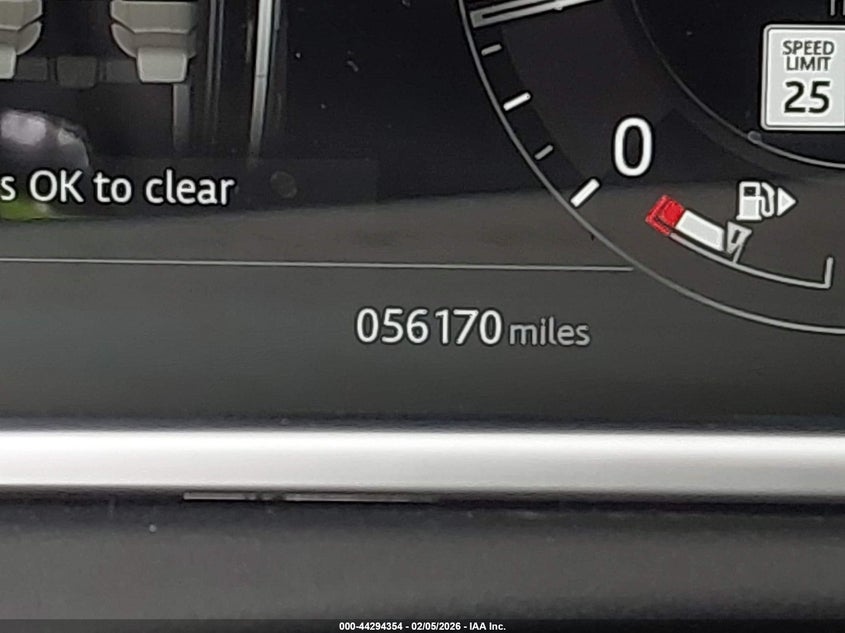 SPEED
LIMIT
25
0
s OK to clear
056170 miles
000-44294354 - 02/05/2026 - IAA Inc.